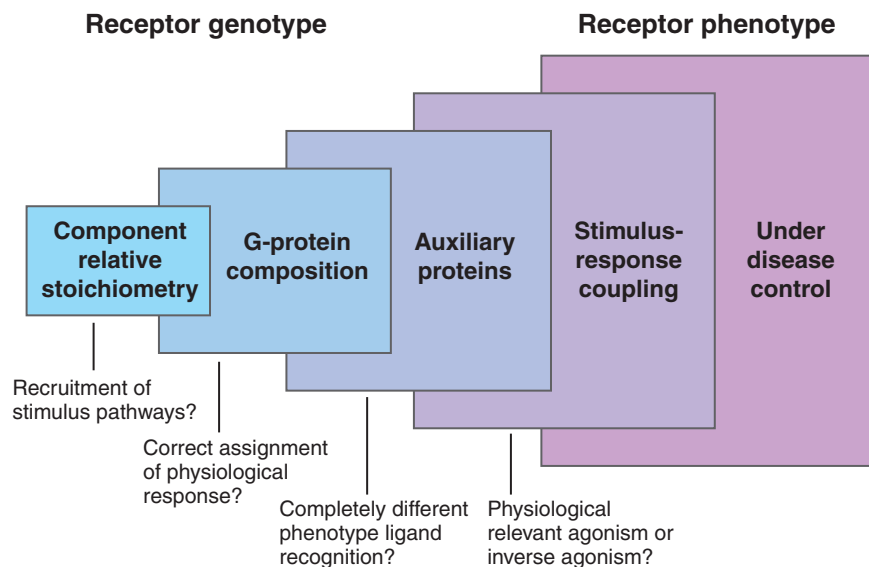 Receptor genotype
Receptor phenotype
Component
relative
stoichiometry
G-protein
composition
Auxiliary
proteins
Stimulus-
response
coupling
Under
disease
control
Recruitment of
stimulus pathways?
Correct assignment
of physiological
response?
Completely different
phenotype ligand
recognition?
Physiological
relevant agonism or
inverse agonism?